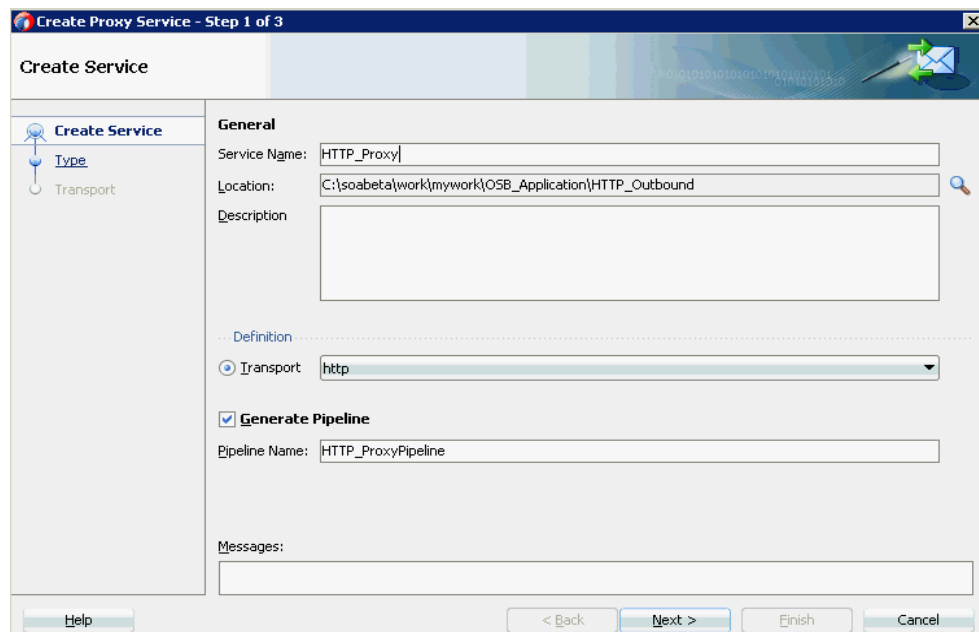 Create Proxy Service - Step 1 of 3
Create Service
Create Service
Type
Transport
General
Service Name: HTTP_Proxy
Location: C:\soabeta\work\mywork\OSB_Application\HTTP_Outbound
Description
Definition
Transport http
Generate Pipeline
Pipeline Name: HTTP_ProxyPipeline
Messages:
Help < Back Next > Finish Cancel